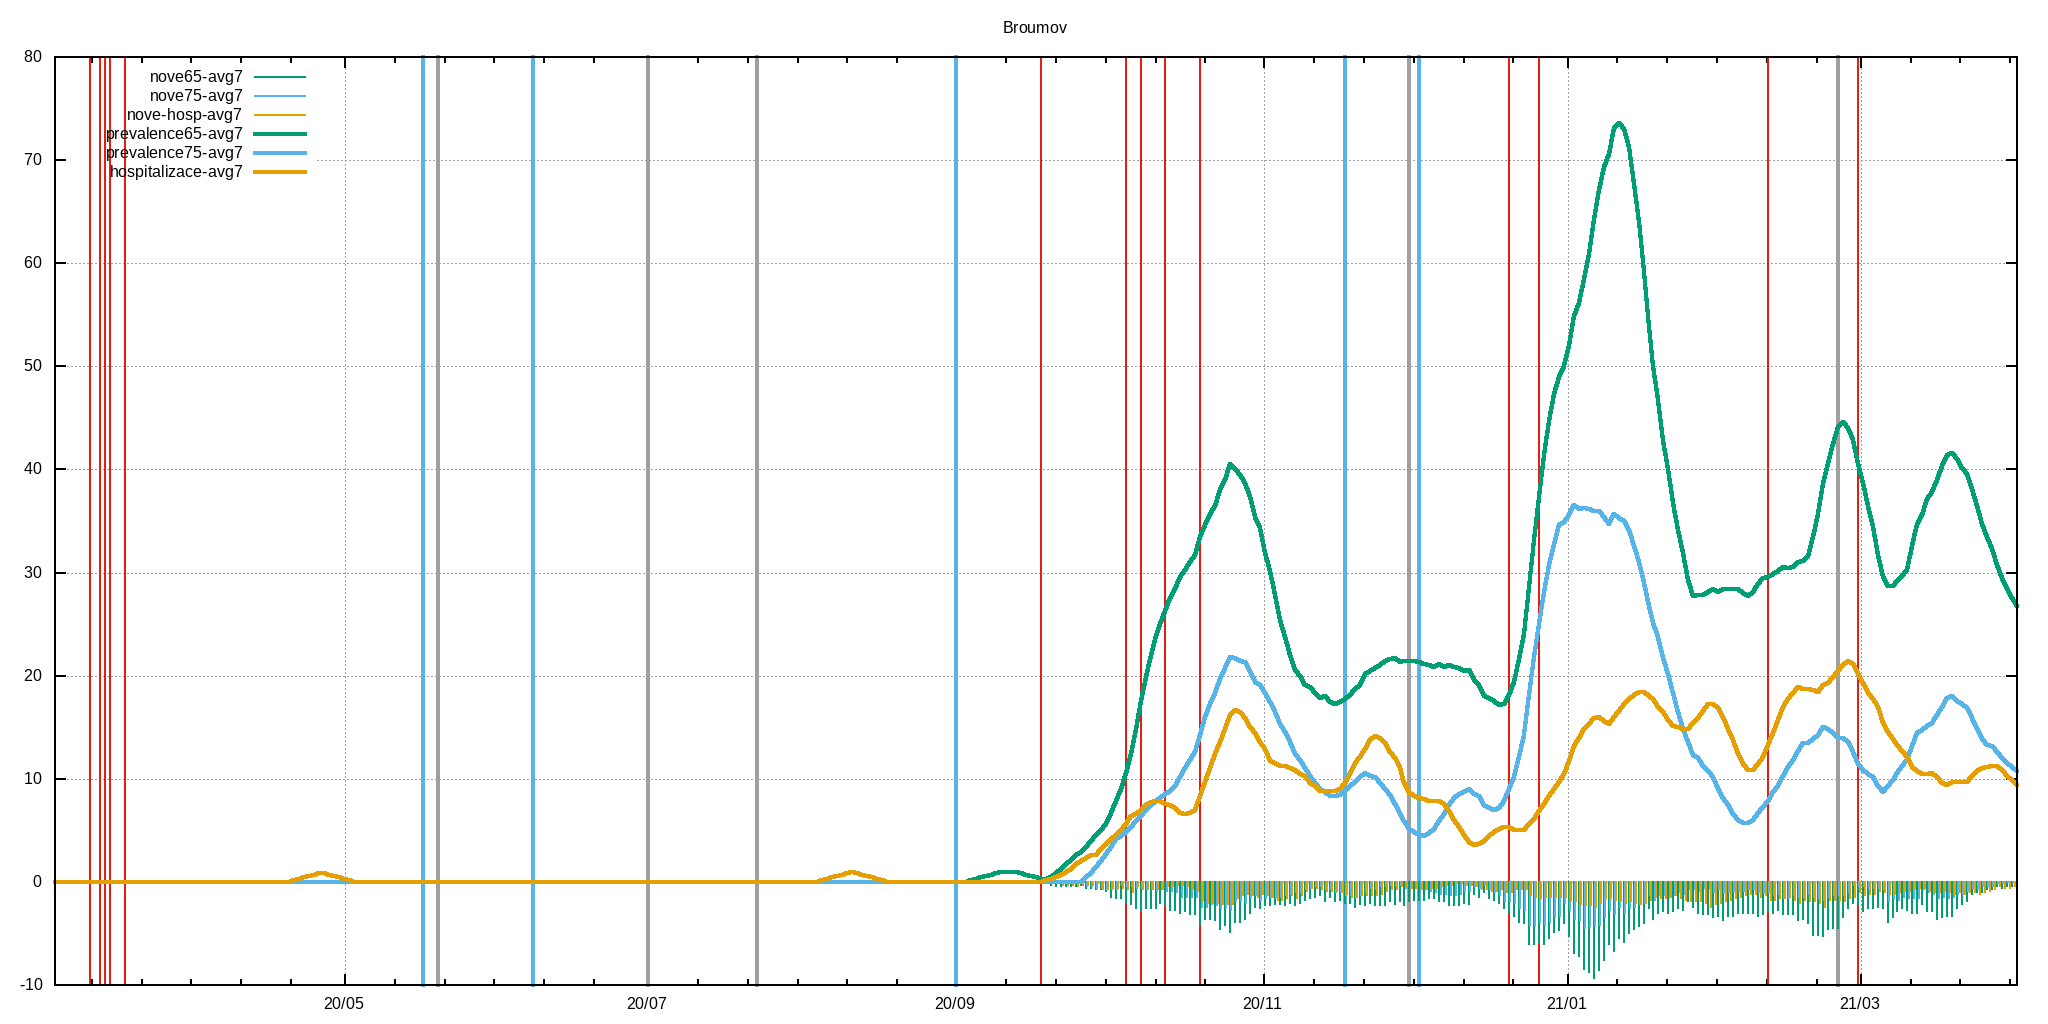 Broumov
80
nove65-avg7
nove75-avg7
nove-hosp-avg7
prevalence65-avg7
prevalence75-avg7
hospitalizace-avg7
70
60
50
40
30
20
10
0
-10
20/05 20/07 20/09 20/11 21/01 21/03